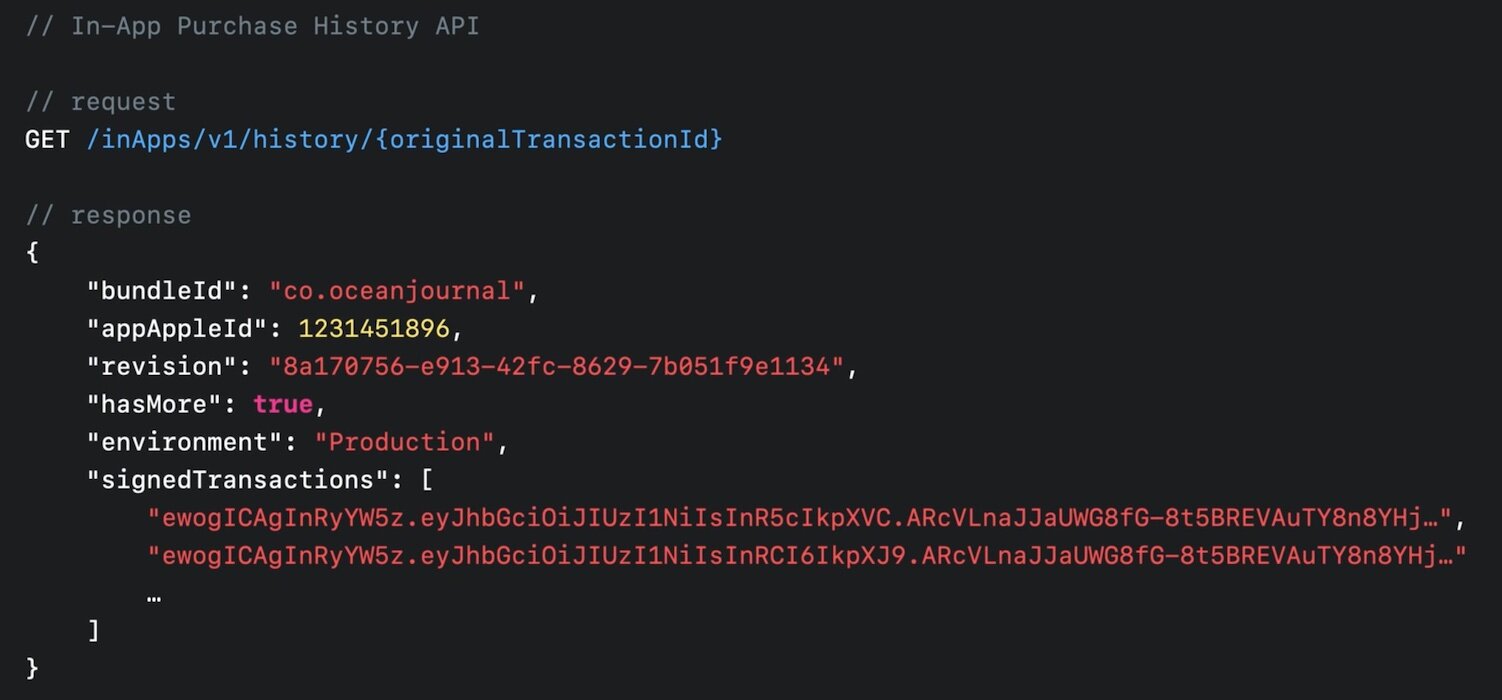 // In-App Purchase History API
// request
GET /inApps/v1/history/{originalTransactionId}
// response
{
"bundleId": "co.oceanjournal",
"appAppleId": 1231451896,
"revision": "8a170756-e913-42fc-8629-7b051f9e1134",
"hasMore": true,
"environment": "Production",
"signedTransactions": [
"ewogICAgInRyYW5z.eyJhbGciOiJIUzI1NiIsInR5cIkpXVC.ARcVLnaJJaUWG8fG-8t5BREVAuTY8n8YHj…",
"ewogICAgInRyYW5z.eyJhbGciOiJIUzI1NiIsInRCI6IkpXJ9.ARcVLnaJJaUWG8fG-8t5BREVAuTY8n8YHj…"
…
]
}